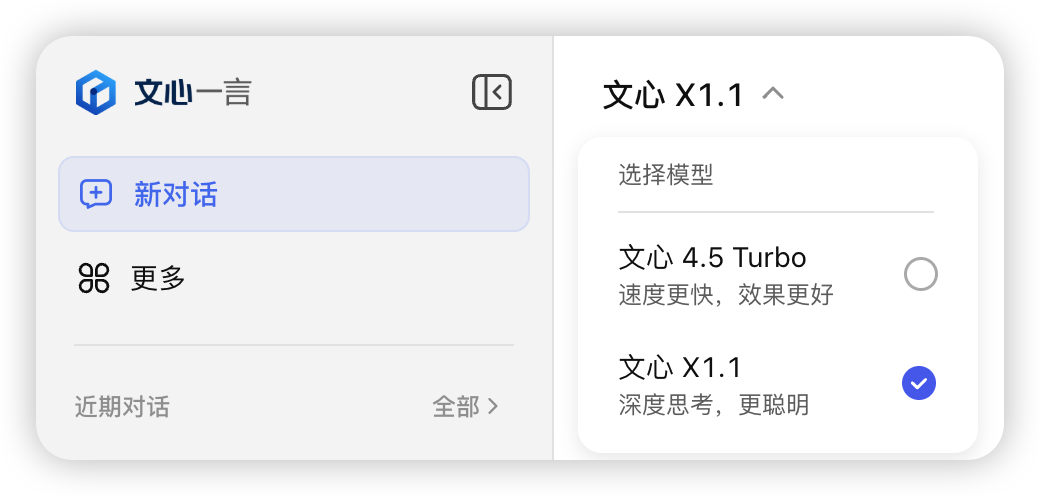 文心一言
新对话
更多
近期对话
全部
文心 X1.1
选择模型
文心 4.5 Turbo
速度更快，效果更好
文心 X1.1
深度思考，更聪明